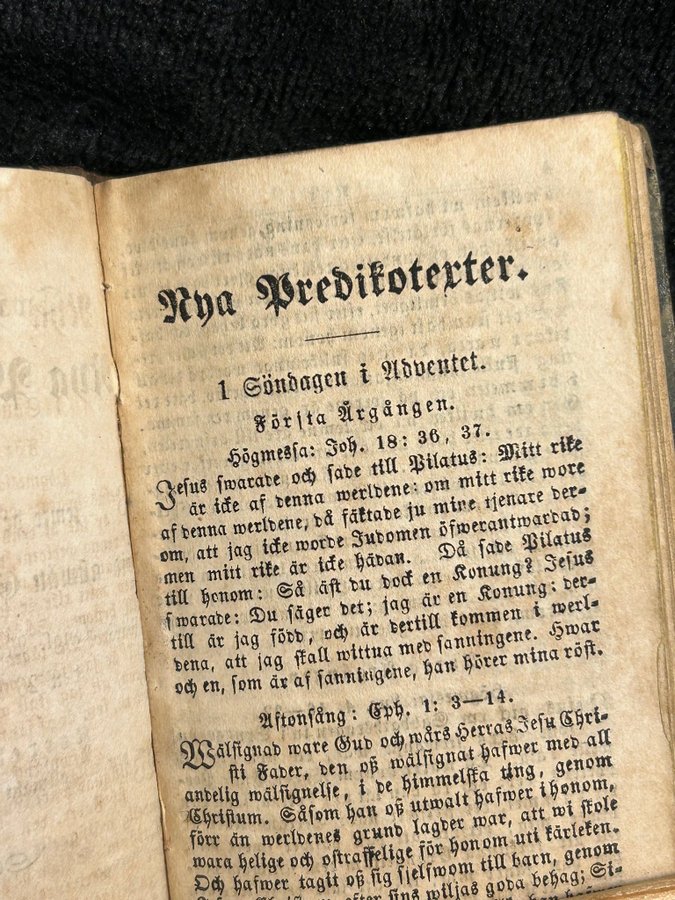 Nya Predikotexter.
1 Söndagen i Adventet.
Första Årgången.
Högmessa: Joh. 18: 36, 37.
Jesus swarade och sade till Pilatus: Mitt rike
är icke af denna werldene: om mitt rike wore
af denna werldene, då fäktade ju mine tjenare der-
om, att jag icke worde Judomen öfwerantwardad;
men mitt rike är icke hädan. Då sade Pilatus
till honom: Så äst du dock en Konung? Jesus
swarade: Du säger det; jag är en Konung: der-
till är jag född, och är dertill kommen i werl-
dena, att jag skall wittna med sanningene. Hwar
och en, som är af sanningene, han hörer mina röst.
Aftonsång: Eph. 1: 3—14.
Wälsignad ware Gud och wårs Herras Jesu Chri-
sti Fader, den oß wälsignat hafwer med all
andelig wälsignelse, i de himmelska ting, genom
Christum. Såsom han oß utwalt hafwer i honom,
förr än werldenes grund lagder war, att wi skole
wara helige och ostraffelige för honom uti kärleken.
Och hafwer tagit oß sig sjelfwom till barn, genom
efter sins wiljas goda behag; Si-